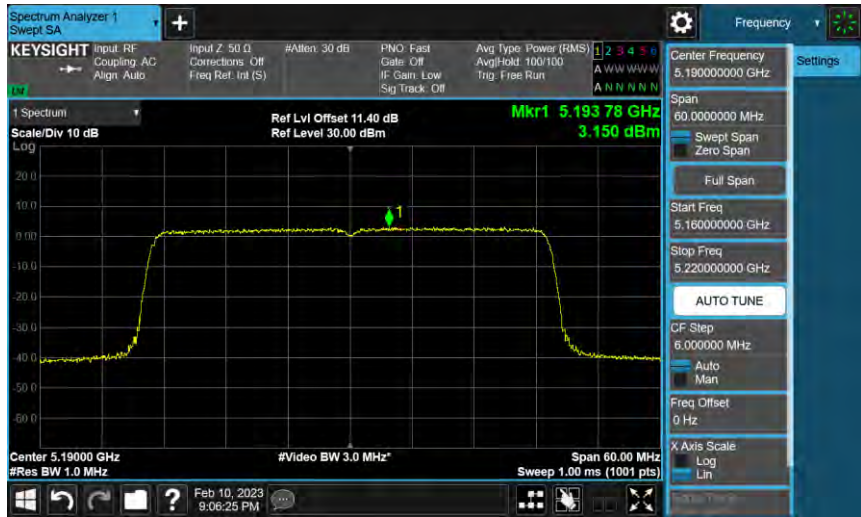 Spectrum Analyzer 1
Swept SA
+
Frequency
KEYSIGHT Input: RF
Coupling: AC
Align: Auto
Input Z: 50 Ω
Corrections: Off
Freq Ref: Int (S)
#Atten: 30 dB
PNO: Fast
Gate: Off
IF Gain: Low
Sig Track: Off
Avg Type: Power (RMS)
Avg|Hold: 100/100
Trig: Free Run
1 2 3 4 5 6
A W W W W W
A N N N N N
1 Spectrum
Scale/Div 10 dB
Ref Lvl Offset 11.40 dB
Ref Level 30.00 dBm
Mkr1 5.193 78 GHz
3.150 dBm
Log
20.0
10.0
0.00
-10.0
-20.0
-30.0
-40.0
-50.0
-60.0
1
Center 5.19000 GHz
#Res BW 1.0 MHz
#Video BW 3.0 MHz*
Span 60.00 MHz
Sweep 1.00 ms (1001 pts)
Feb 10, 2023
9:06:25 PM
?
Center Frequency
5.190000000 GHz
Settings
Span
60.0000000 MHz
Swept Span
Zero Span
Full Span
Start Freq
5.160000000 GHz
Stop Freq
5.220000000 GHz
AUTO TUNE
CF Step
6.000000 MHz
Auto
Man
Freq Offset
0 Hz
X Axis Scale
Log
Lin